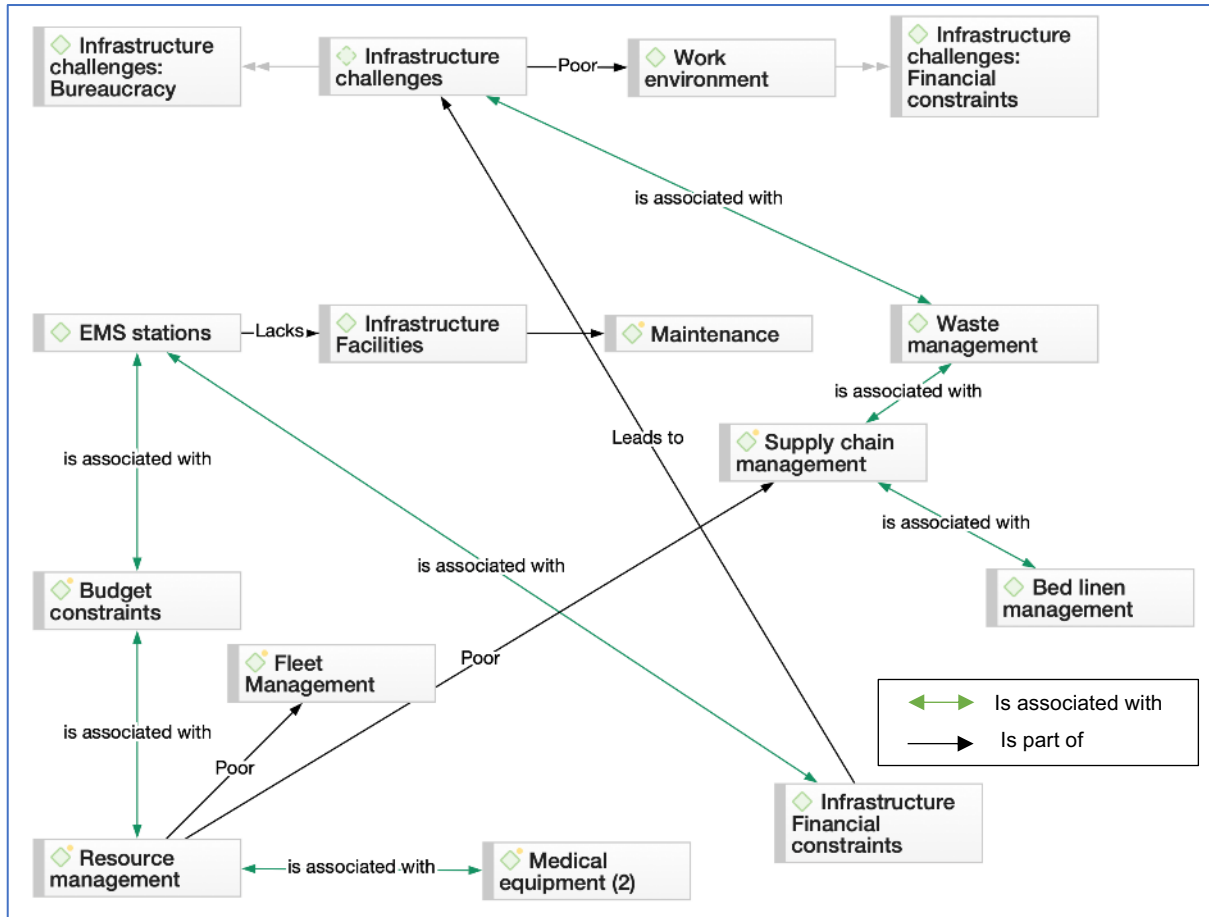 Infrastructure
challenges:
Bureaucracy
Infrastructure
challenges
Poor
Work
environment
Infrastructure
challenges:
Financial
constraints
is associated with
EMS stations
Lacks
Infrastructure
Facilities
Maintenance
Waste
management
is associated with
Leads to
Supply chain
management
is associated with
is associated with
is associated with
Budget
constraints
Bed linen
management
Fleet
Management
Poor
is associated with
Poor
Is associated with
Is part of
Infrastructure
Financial
constraints
Resource
management
is associated with
Medical
equipment (2)